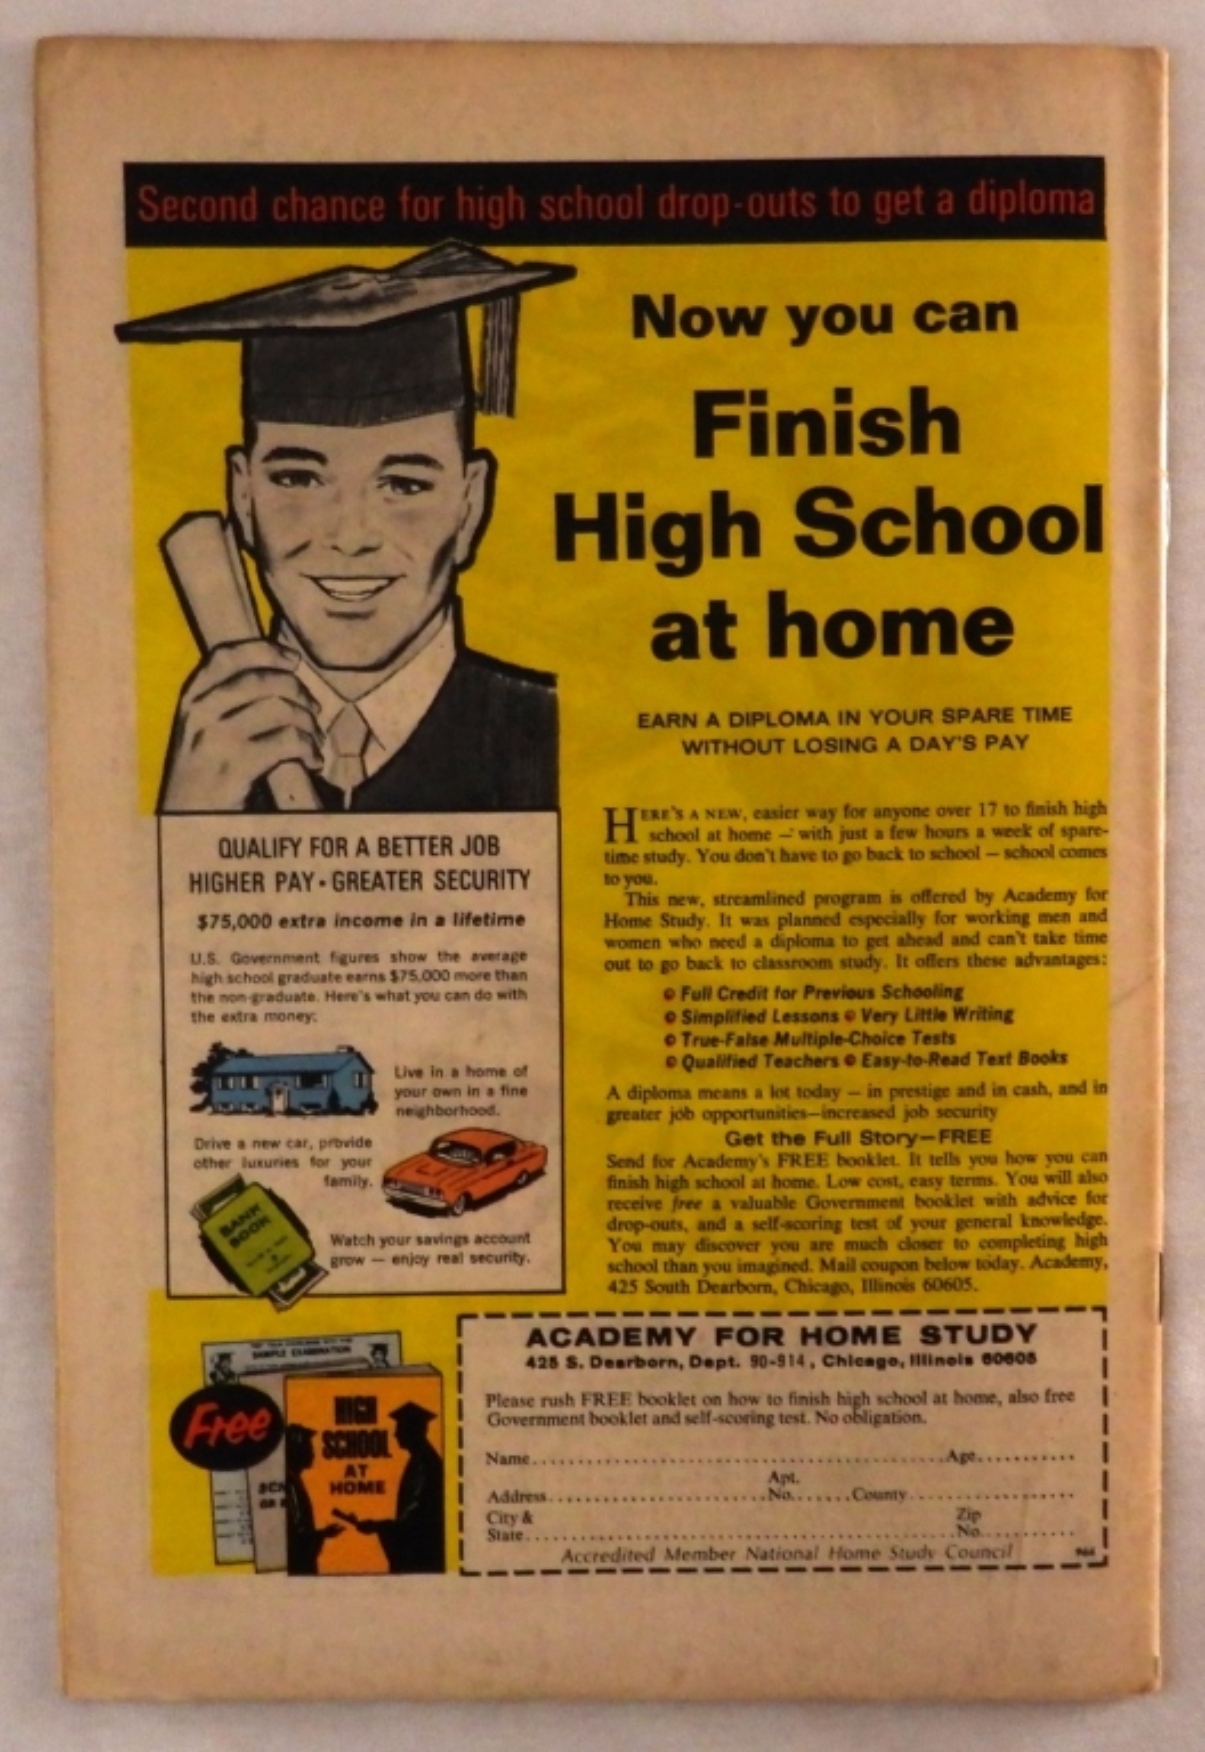 Second chance for high school drop-outs to get a diploma
Now you can
Finish
High School
at home
EARN A DIPLOMA IN YOUR SPARE TIME
WITHOUT LOSING A DAY'S PAY
HERE'S A NEW, easier way for anyone over 17 to finish high
school at home — with just a few hours a week of spare-
time study. You don't have to go back to school — school comes
to you.
This new, streamlined program is offered by Academy for
Home Study. It was planned especially for working men and
women who need a diploma to get ahead and can't take time
out to go back to classroom study. It offers these advantages:
Full Credit for Previous Schooling
Simplified Lessons Very Little Writing
True-False Multiple-Choice Tests
Qualified Teachers Easy-to-Read Text Books
A diploma means a lot today — in prestige and in cash, and in
greater job opportunities—increased job security
Get the Full Story—FREE
Send for Academy's FREE booklet. It tells you how you can
finish high school at home. Low cost, easy terms. You will also
receive free a valuable Government booklet with advice for
drop-outs, and a self-scoring test of your general knowledge.
You may discover you are much closer to completing high
school than you imagined. Mail coupon below today. Academy,
425 South Dearborn, Chicago, Illinois 60605.
QUALIFY FOR A BETTER JOB
HIGHER PAY • GREATER SECURITY
$75,000 extra income in a lifetime
U.S. Government figures show the average
high school graduate earns $75,000 more than
the non-graduate. Here's what you can do with
the extra money:
Live in a home of
your own in a fine
neighborhood.
Drive a new car, provide
other luxuries for your
family.
BANK
BOOK
Watch your savings account
grow — enjoy real security.
SAMPLE EXAMINATION
Free
HIGH
SCHOOL
AT
HOME
ACADEMY FOR HOME STUDY
425 S. Dearborn, Dept. 90-914, Chicago, Illinois 60605
Please rush FREE booklet on how to finish high school at home, also free
Government booklet and self-scoring test. No obligation.
Name Age
Apt.
Address No. County
City & Zip
State No.
Accredited Member National Home Study Council